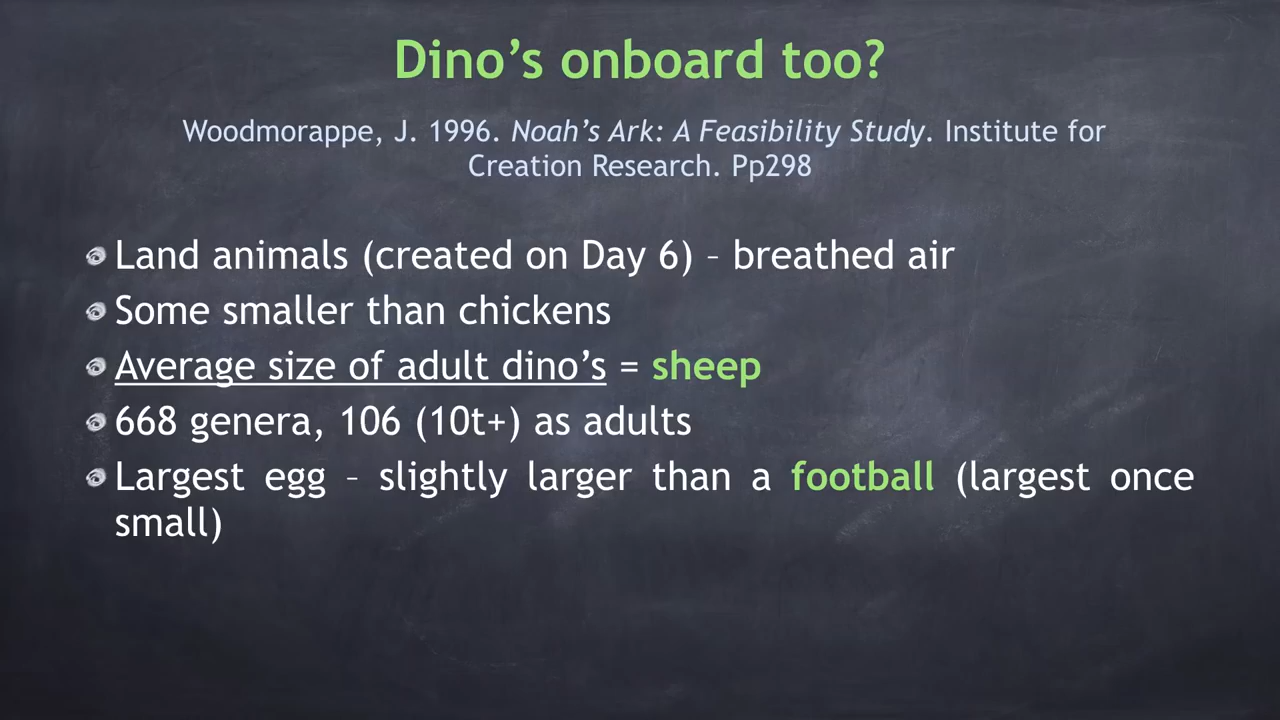 Dino’s onboard too?
Woodmorappe, J. 1996. Noah’s Ark: A Feasibility Study. Institute for
Creation Research. Pp298
Land animals (created on Day 6) – breathed air
Some smaller than chickens
Average size of adult dino’s = sheep
668 genera, 106 (10t+) as adults
Largest egg – slightly larger than a football (largest once
small)